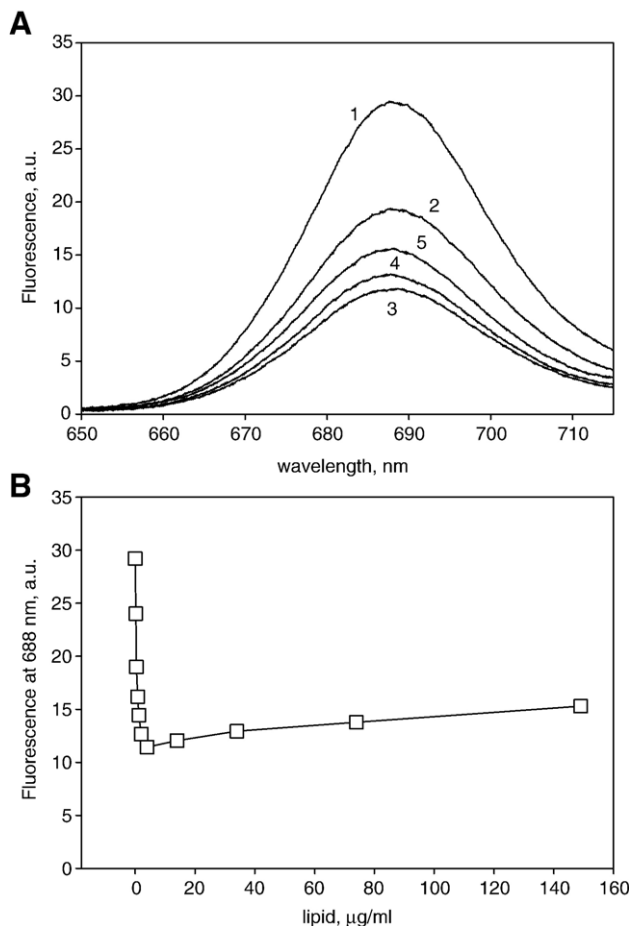 A
35
30
25
20
15
10
5
0
Fluorescence, a.u.
1
2
5
4
3
650 660 670 680 690 700 710
wavelength, nm
B
35
30
25
20
15
10
5
0
Fluorescence at 688 nm, a.u.
0 20 40 60 80 100 120 140 160
lipid, μg/ml